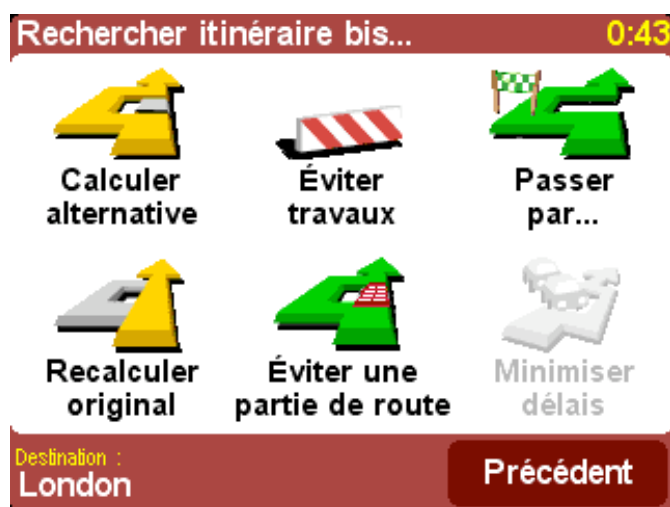 Rechercher itinéraire bis... 0:43
Calculer
alternative
Éviter
travaux
Passer
par...
Recalculer
original
Éviter une
partie de route
Minimiser
délais
Destination :
London
Précédent